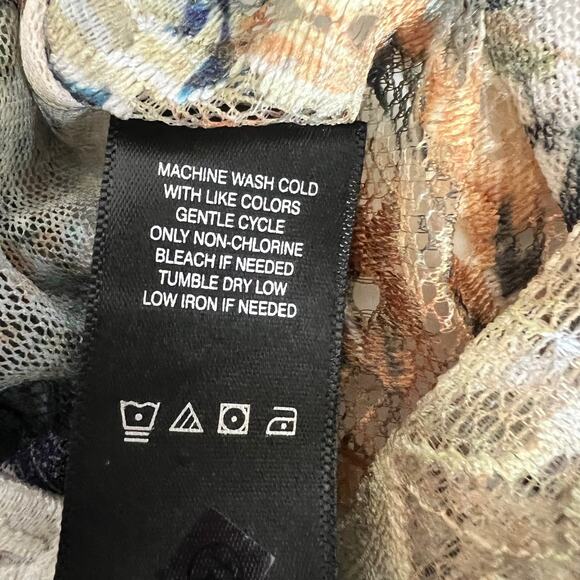 MACHINE WASH COLD
WITH LIKE COLORS
GENTLE CYCLE
ONLY NON-CHLORINE
BLEACH IF NEEDED
TUMBLE DRY LOW
LOW IRON IF NEEDED